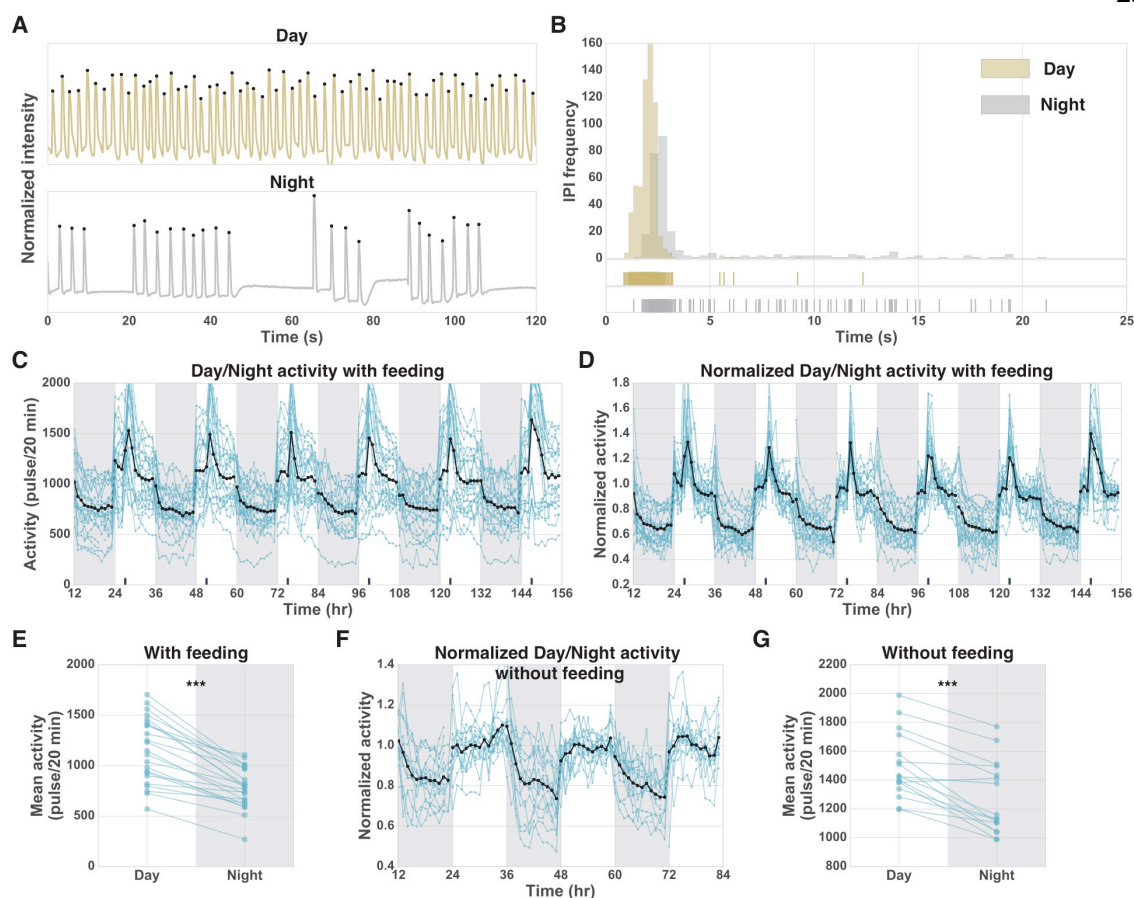 A
Day
Normalized intensity
Night
0 20 40 60 80 100 120
Time (s)
B
160
140
120
100
80
60
40
20
0
IPI frequency
Day
Night
0 5 10 15 20 25
Time (s)
C
Day/Night activity with feeding
2000
1500
1000
500
0
Activity (pulse/20 min)
12 24 36 48 60 72 84 96 108 120 132 144 156
Time (hr)
D
Normalized Day/Night activity with feeding
1.8
1.6
1.4
1.2
1.0
0.8
0.6
0.4
0.2
Normalized activity
12 24 36 48 60 72 84 96 108 120 132 144 156
Time (hr)
E
With feeding
2000
1500
1000
500
0
Mean activity
(pulse/20 min)
***
Day Night
F
Normalized Day/Night activity
without feeding
1.4
1.2
1.0
0.8
0.6
0.4
Normalized activity
12 24 36 48 60 72 84
Time (hr)
G
Without feeding
2200
2000
1800
1600
1400
1200
1000
800
Mean activity
(pulse/20 min)
***
Day Night